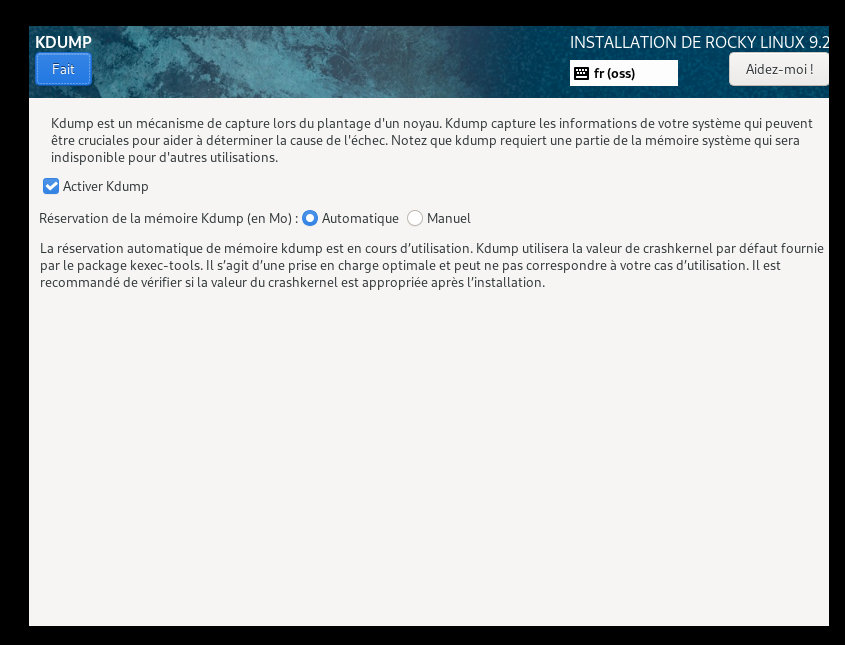 KDUMP
INSTALLATION DE ROCKY LINUX 9.2
Fait
fr (oss)
Aidez-moi !
Kdump est un mécanisme de capture lors du plantage d'un noyau. Kdump capture les informations de votre système qui peuvent
être cruciales pour aider à déterminer la cause de l'échec. Notez que kdump requiert une partie de la mémoire système qui sera
indisponible pour d'autres utilisations.
Activer Kdump
Réservation de la mémoire Kdump (en Mo) : Automatique Manuel
La réservation automatique de mémoire kdump est en cours d’utilisation. Kdump utilisera la valeur de crashkernel par défaut fournie
par le package kexec-tools. Il s’agit d’une prise en charge optimale et peut ne pas correspondre à votre cas d’utilisation. Il est
recommandé de vérifier si la valeur du crashkernel est appropriée après l’installation.